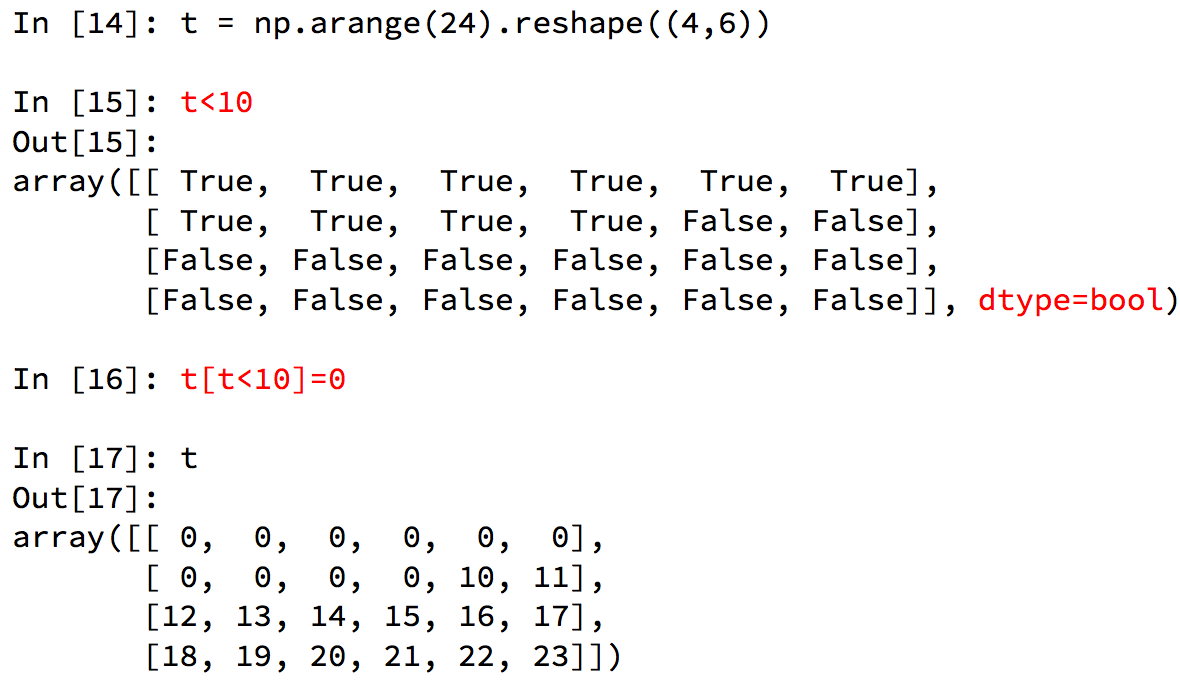 In [14]: t = np.arange(24).reshape((4,6))
In [15]: t<10
Out[15]:
array([[ True,  True,  True,  True,  True,  True],
       [ True,  True,  True,  True, False, False],
       [False, False, False, False, False, False],
       [False, False, False, False, False, False]], dtype=bool)
In [16]: t[t<10]=0
In [17]: t
Out[17]:
array([[ 0,  0,  0,  0,  0,  0],
       [ 0,  0,  0,  0, 10, 11],
       [12, 13, 14, 15, 16, 17],
       [18, 19, 20, 21, 22, 23]])